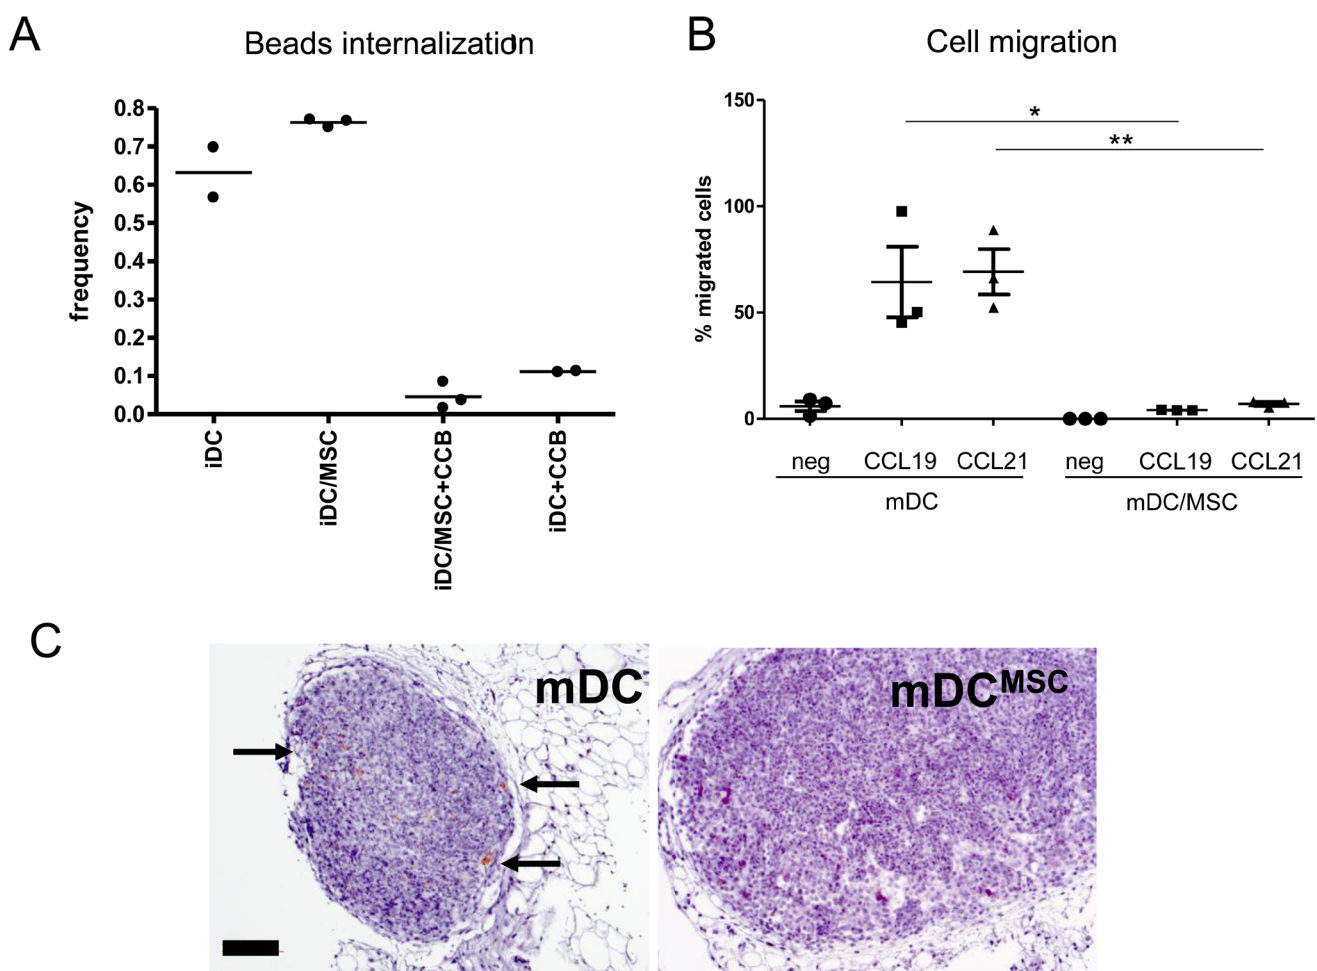 A
Beads internalization
0.8
0.7
0.6
0.5
0.4
0.3
0.2
0.1
0.0
frequency
iDC
iDC/MSC
iDC/MSC+CCB
iDC+CCB
B
Cell migration
150
100
50
0
% migrated cells
*
**
neg CCL19 CCL21 neg CCL19 CCL21
mDC mDC/MSC
C
mDC
mDCMSC